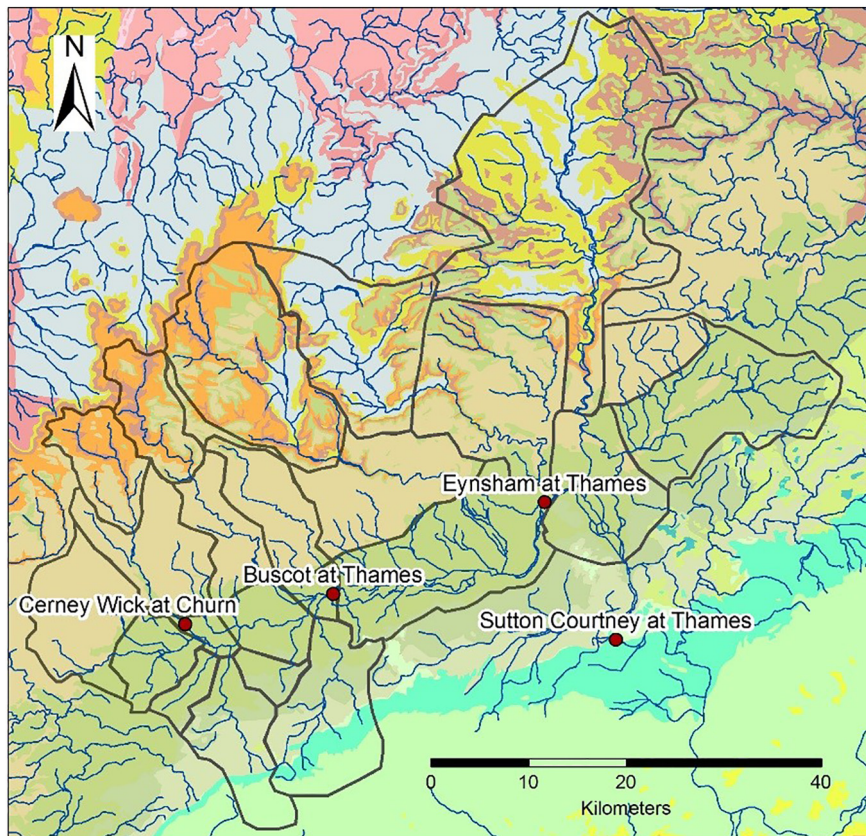 N
Eynsham at Thames
Buscot at Thames
Cerney Wick at Churn
Sutton Courtney at Thames
0 10 20 40
Kilometers